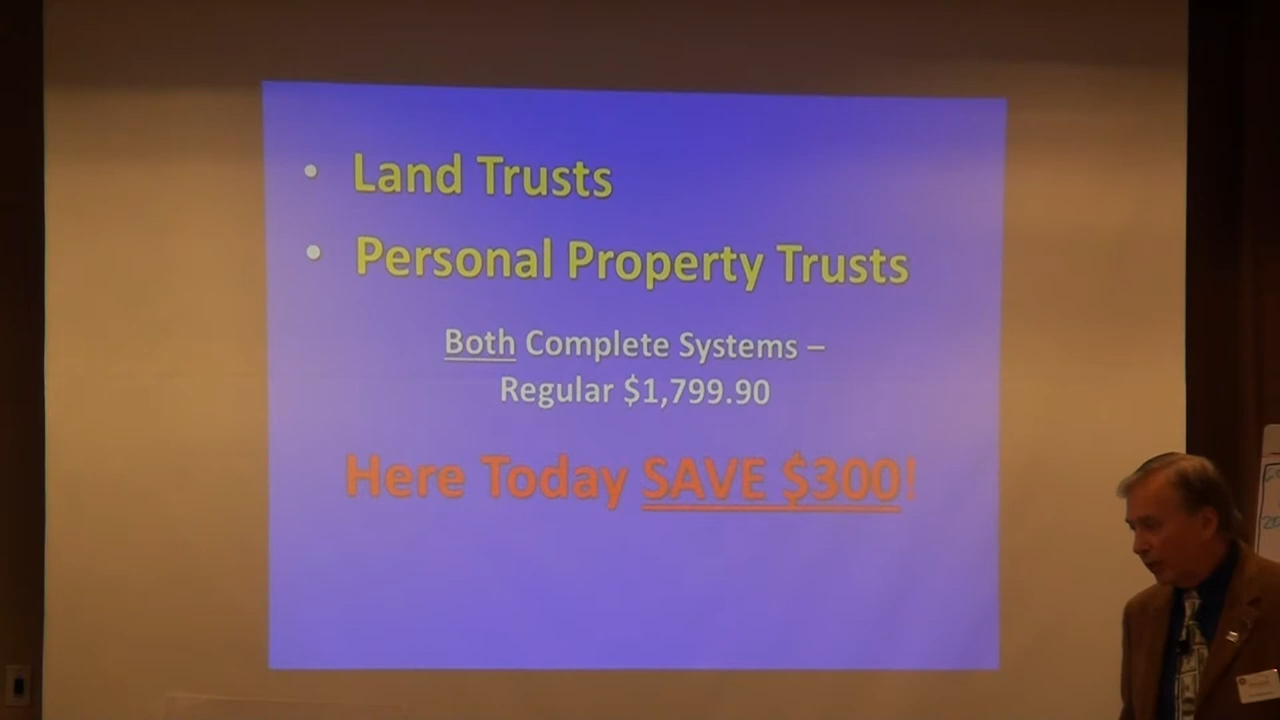 • Land Trusts
• Personal Property Trusts
Both Complete Systems –
Regular $1,799.90
Here Today SAVE $300!